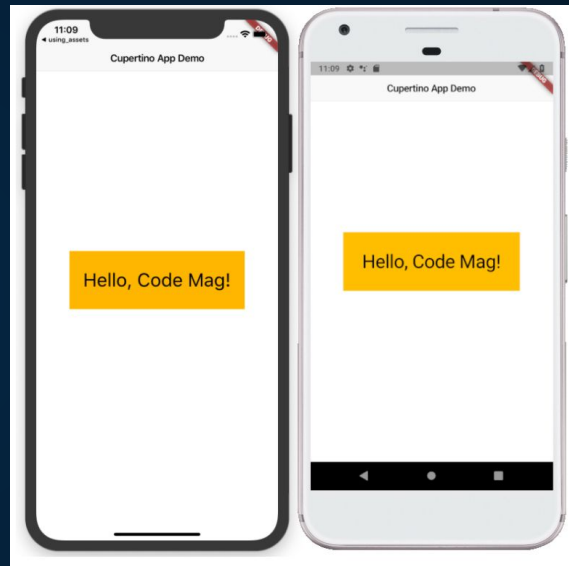 11:09
◀ using_assets
Cupertino App Demo
Hello, Code Mag!
11:09
Cupertino App Demo
Hello, Code Mag!